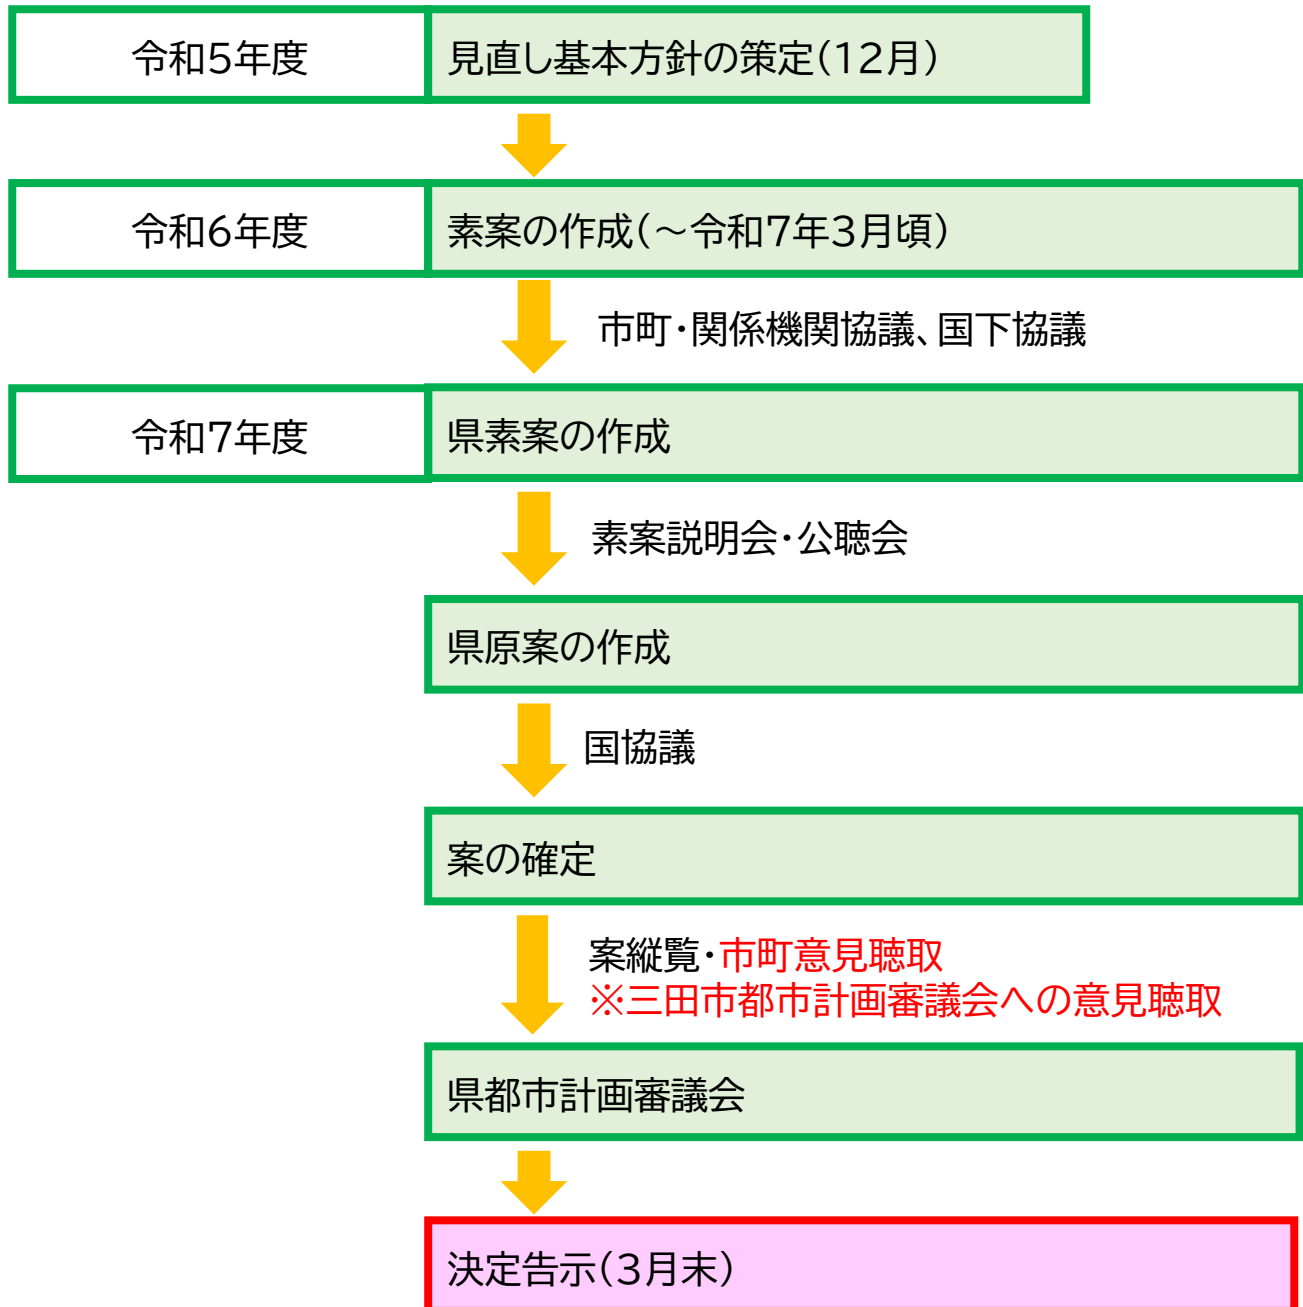 令和5年度
見直し基本方針の策定(12月)
令和6年度
素案の作成(～令和7年3月頃)
市町・関係機関協議、国下協議
令和7年度
県素案の作成
素案説明会・公聴会
県原案の作成
国協議
案の確定
案縦覧・市町意見聴取
※三田市都市計画審議会への意見聴取
県都市計画審議会
決定告示(3月末)